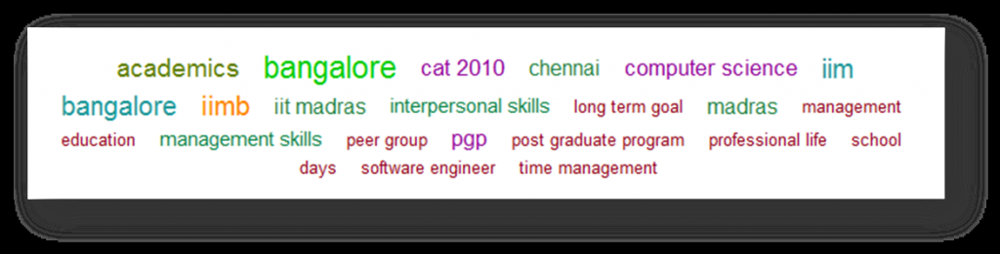 academics bangalore cat 2010 chennai computer science iim
bangalore iimb iit madras interpersonal skills long term goal madras management
education management skills peer group pgp post graduate program professional life school
days software engineer time management